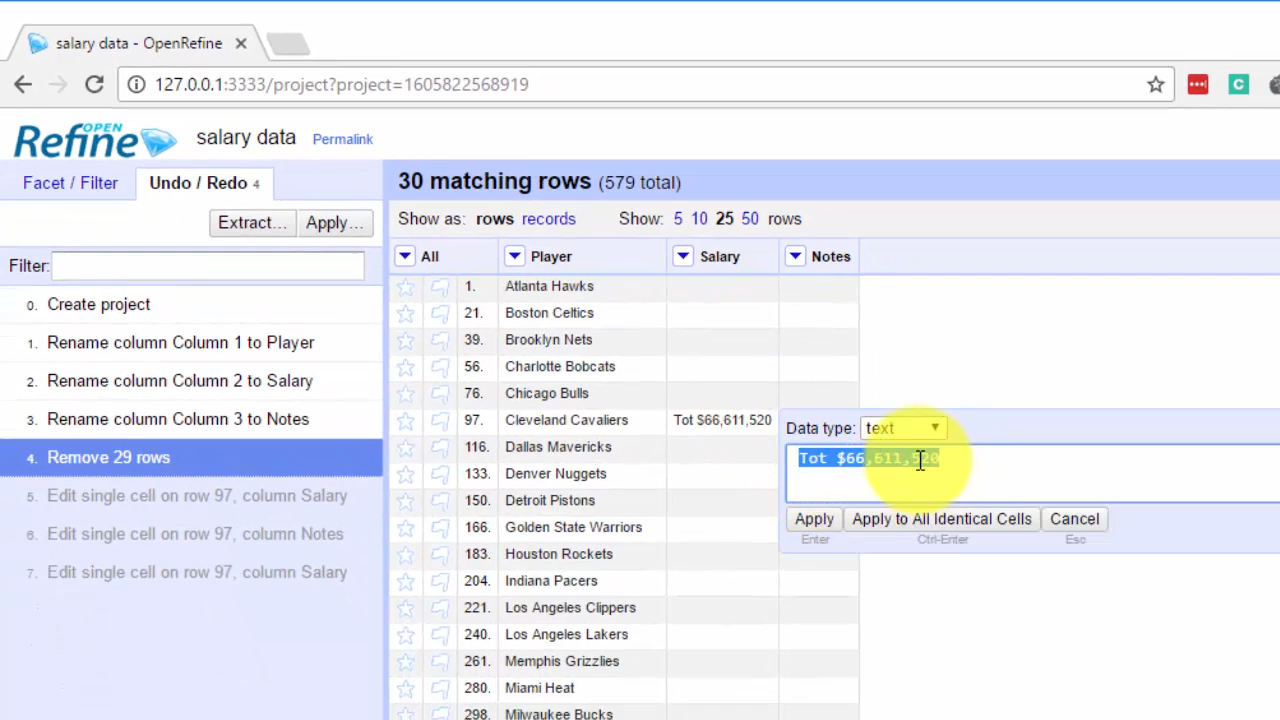 salary data - OpenRefine
127.0.0.1:3333/project?project=1605822568919
OPEN
Refine
salary data Permalink
Facet / Filter Undo / Redo 4
Extract... Apply...
Filter:
0. Create project
1. Rename column Column 1 to Player
2. Rename column Column 2 to Salary
3. Rename column Column 3 to Notes
4. Remove 29 rows
5. Edit single cell on row 97, column Salary
6. Edit single cell on row 97, column Notes
7. Edit single cell on row 97, column Salary
30 matching rows (579 total)
Show as: rows records Show: 5 10 25 50 rows
All Player Salary Notes
1. Atlanta Hawks
21. Boston Celtics
39. Brooklyn Nets
56. Charlotte Bobcats
76. Chicago Bulls
97. Cleveland Cavaliers Tot $66,611,520
116. Dallas Mavericks
133. Denver Nuggets
150. Detroit Pistons
166. Golden State Warriors
183. Houston Rockets
204. Indiana Pacers
221. Los Angeles Clippers
240. Los Angeles Lakers
261. Memphis Grizzlies
280. Miami Heat
298. Milwaukee Bucks
Data type: text
Tot $66,611,520
Apply Apply to All Identical Cells Cancel
Enter Ctrl-Enter Esc